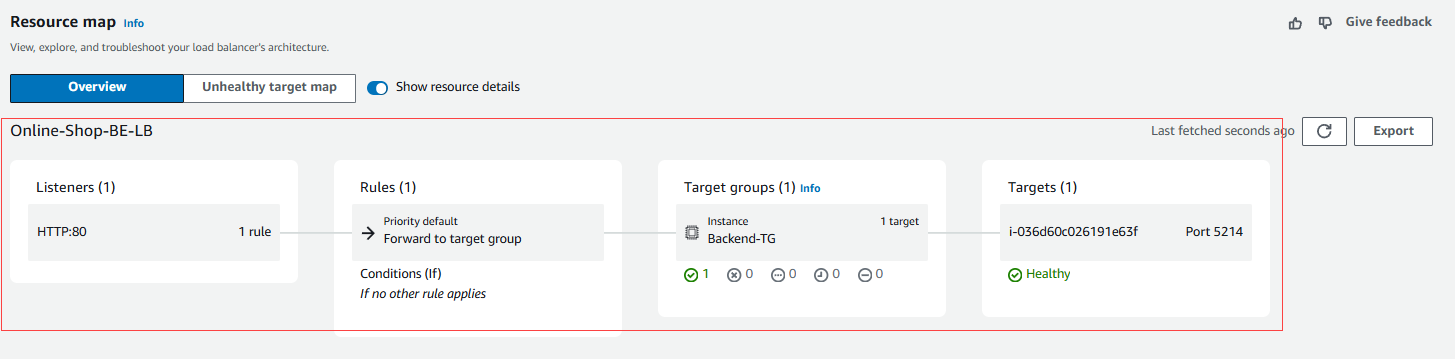 Resource map Info
Give feedback
View, explore, and troubleshoot your load balancer's architecture.
Overview
Unhealthy target map
Show resource details
Online-Shop-BE-LB
Last fetched seconds ago
Export
Listeners (1)
HTTP:80
1 rule
Rules (1)
Priority default
Forward to target group
Conditions (If)
If no other rule applies
Target groups (1) Info
Instance
1 target
Backend-TG
1 0 0 0 0
Targets (1)
i-036d60c026191e63f
Port 5214
Healthy